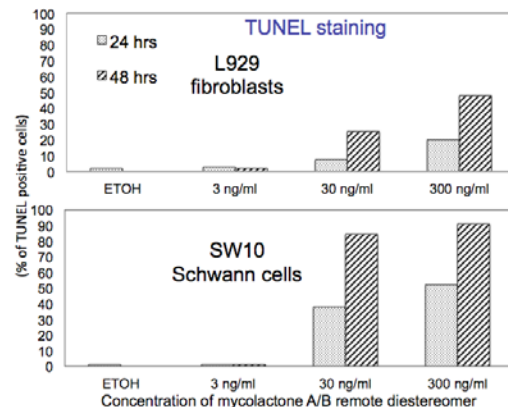 TUNEL staining
24 hrs
48 hrs
L929
fibroblasts
100
90
80
70
60
50
40
30
20
10
0
ETOH 3 ng/ml 30 ng/ml 300 ng/ml
(% of TUNEL positive cells)
SW10
Schwann cells
100
90
80
70
60
50
40
30
20
10
0
ETOH 3 ng/ml 30 ng/ml 300 ng/ml
Concentration of mycolactone A/B remote diestereomer